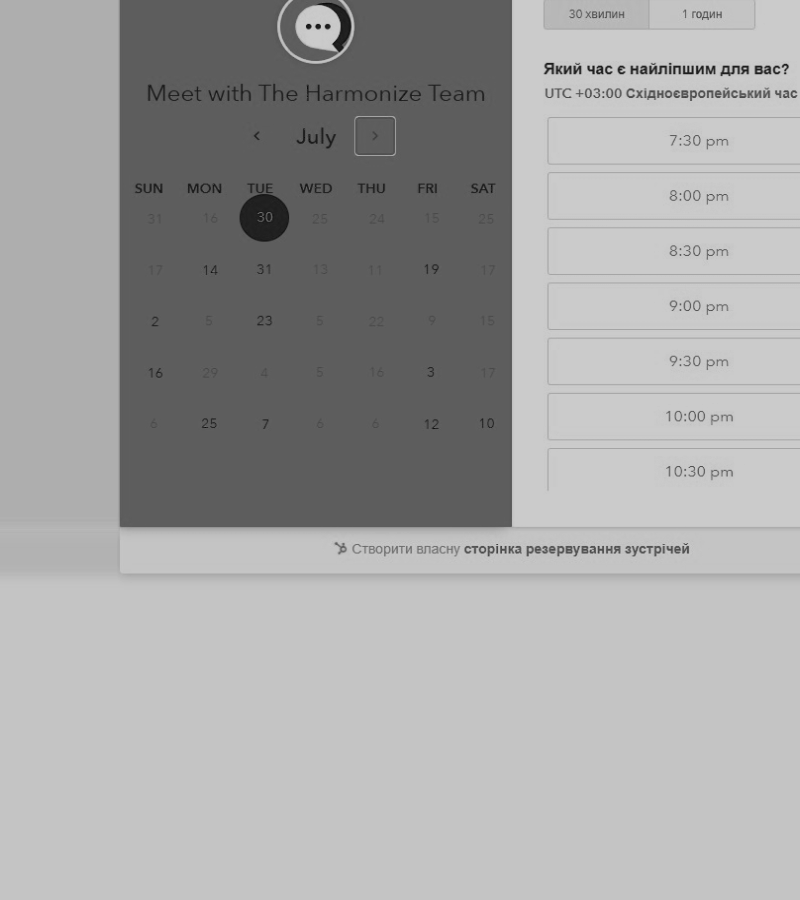 30 хвилин 1 годин
Meet with The Harmonize Team
July
SUN MON TUE WED THU FRI SAT
31 16 30 25 24 15 25
17 14 31 13 11 19 17
2 5 23 5 22 9 15
16 29 4 5 16 3 17
6 25 7 6 6 12 10
Який час є найліпшим для вас?
UTC +03:00 Східноєвропейський час
7:30 pm
8:00 pm
8:30 pm
9:00 pm
9:30 pm
10:00 pm
10:30 pm
Створити власну сторінка резервування зустрічей